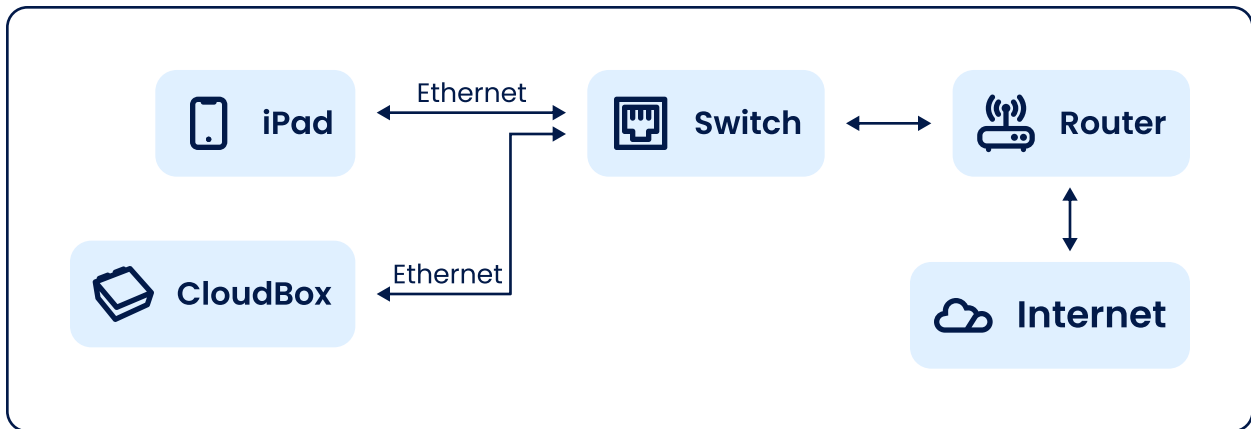 Ethernet
iPad
Switch
Router
Ethernet
CloudBox
Internet